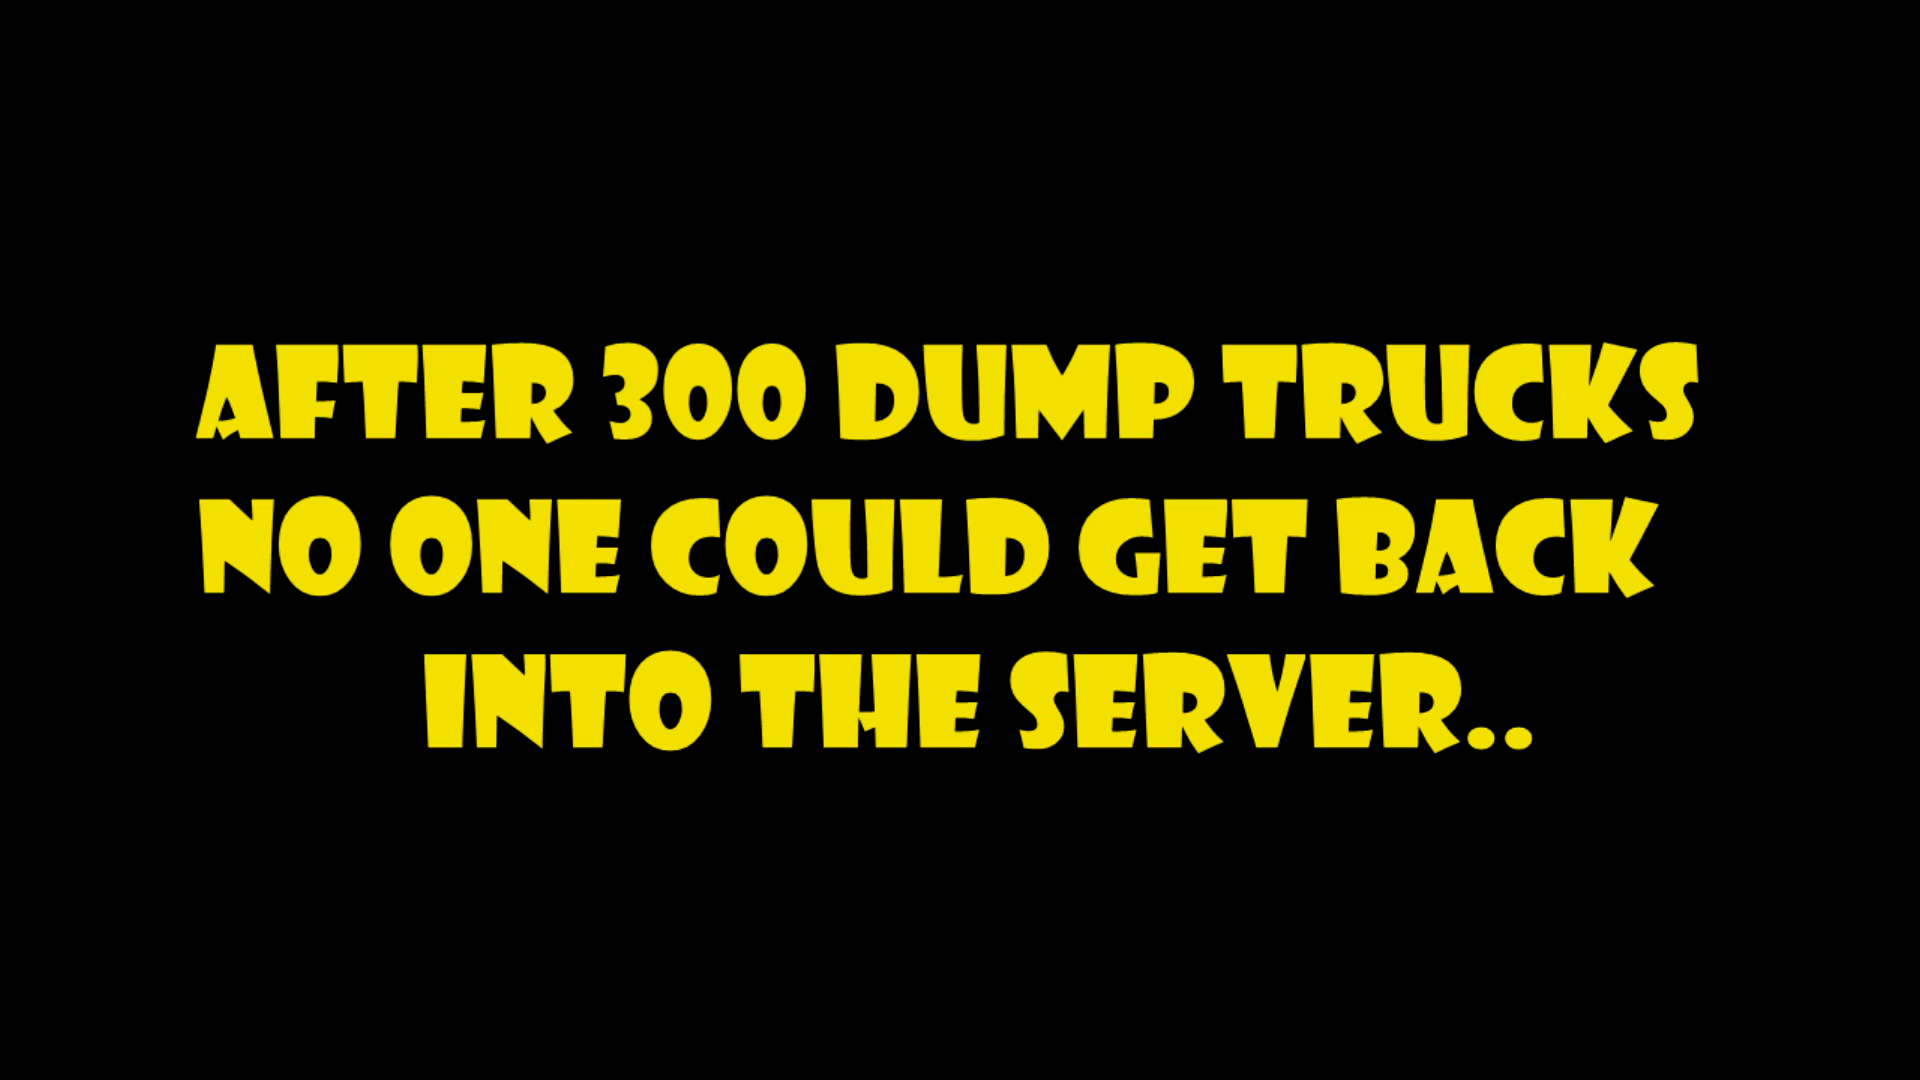 AFTER 300 DUMP TRUCKS
NO ONE COULD GET BACK
INTO THE SERVER..